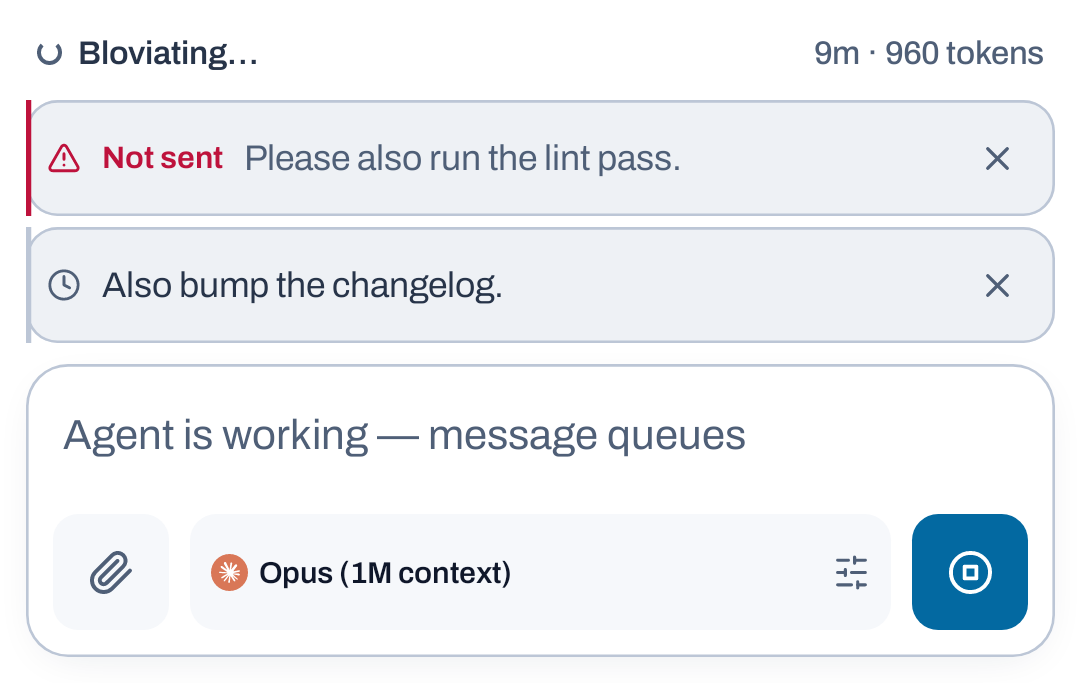 Bloviating...
9m · 960 tokens
Not sent Please also run the lint pass.
Also bump the changelog.
Agent is working — message queues
Opus (1M context)